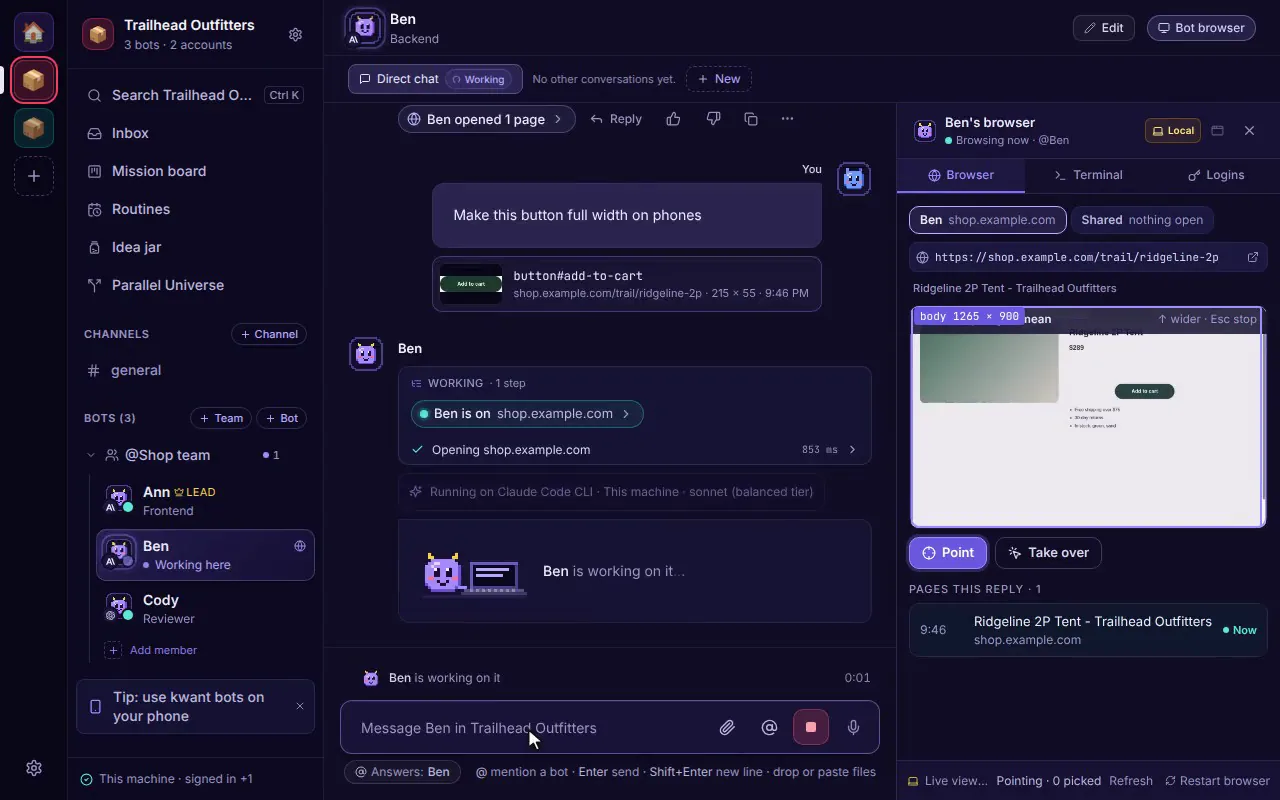 Trailhead Outfitters
3 bots · 2 accounts
Search Trailhead O... Ctrl K
Inbox
Mission board
Routines
Idea jar
Parallel Universe
CHANNELS + Channel
# general
BOTS (3) + Team + Bot
@Shop team 1
Ann LEAD
Frontend
Ben
Working here
Cody
Reviewer
+ Add member
Tip: use kwant bots on
your phone
This machine · signed in +1
Ben
Backend
Edit
Bot browser
Direct chat Working No other conversations yet. + New
Ben opened 1 page Reply
You
Make this button full width on phones
Add to cart
button#add-to-cart
shop.example.com/trail/ridgeline-2p · 215 × 55 · 9:46 PM
Ben
WORKING · 1 step
Ben is on shop.example.com
Opening shop.example.com 853 ms
Running on Claude Code CLI · This machine · sonnet (balanced tier)
Ben is working on it...
Ben is working on it 0:01
Message Ben in Trailhead Outfitters
@ Answers: Ben @ mention a bot · Enter send · Shift+Enter new line · drop or paste files
Ben's browser
Browsing now · @Ben
Local
Browser Terminal Logins
Ben shop.example.com Shared nothing open
https://shop.example.com/trail/ridgeline-2p
Ridgeline 2P Tent - Trailhead Outfitters
body 1265 × 900 mean ↑ wider · Esc stop
Ridgeline 2P Tent
$289
Add to cart
30 day returns
Point Take over
PAGES THIS REPLY · 1
9:46 Ridgeline 2P Tent - Trailhead Outfitters Now
shop.example.com
Live view... Pointing · 0 picked Refresh Restart browser